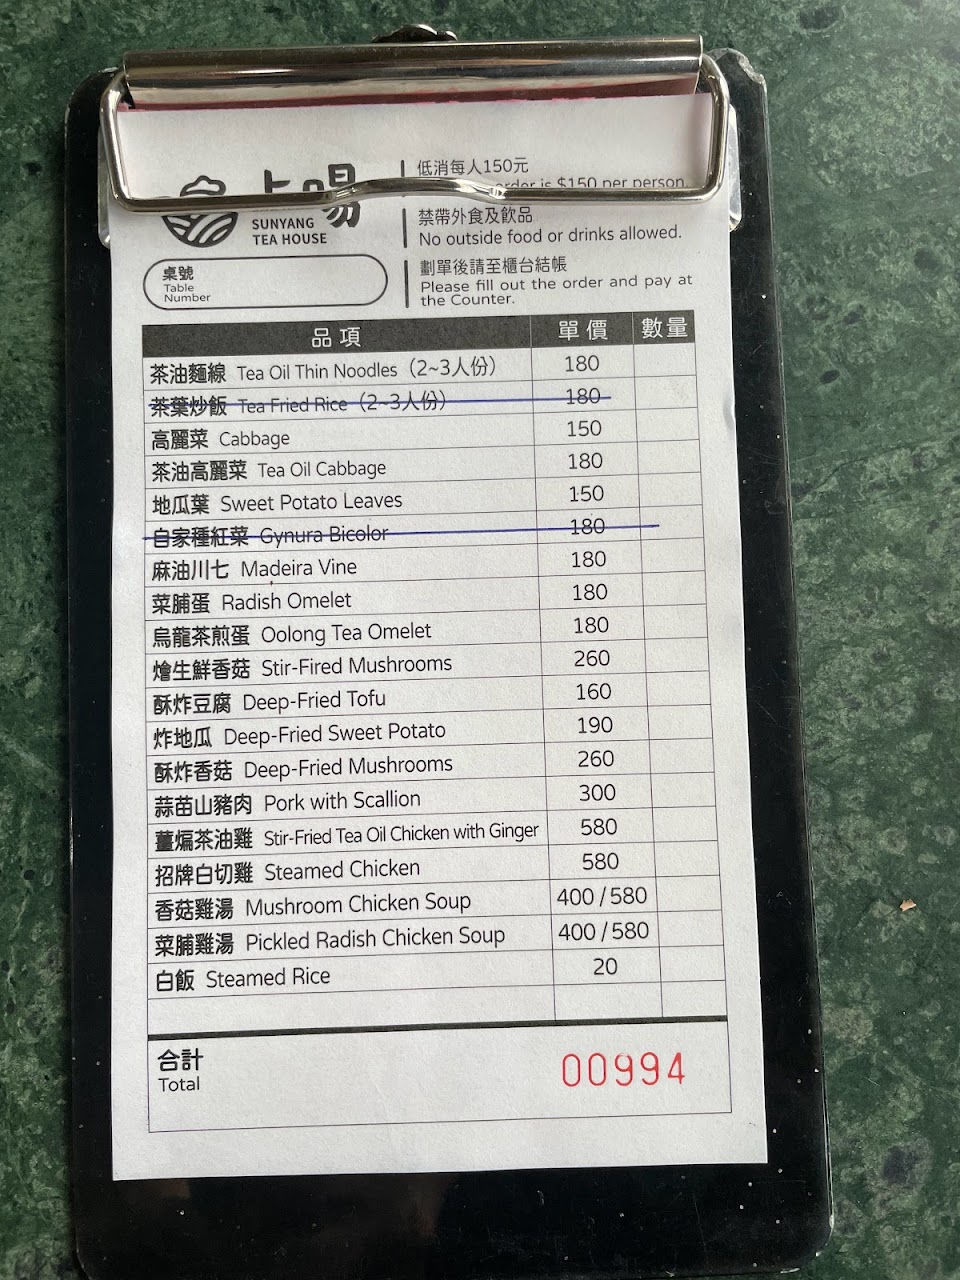 SUNYANG
TEA HOUSE
低消每人150元
order is $150 per person.
禁帶外食及飲品
No outside food or drinks allowed.
劃單後請至櫃台結帳
Please fill out the order and pay at
the Counter.
桌號
Table
Number
品項 單價 數量
茶油麵線 Tea Oil Thin Noodles（2~3人份） 180
茶葉炒飯 Tea Fried Rice（2~3人份） 180
高麗菜 Cabbage 150
茶油高麗菜 Tea Oil Cabbage 180
地瓜葉 Sweet Potato Leaves 150
自家種紅菜 Gynura Bicolor 180
麻油川七 Madeira Vine 180
菜脯蛋 Radish Omelet 180
烏龍茶煎蛋 Oolong Tea Omelet 180
燴生鮮香菇 Stir-Fired Mushrooms 260
酥炸豆腐 Deep-Fried Tofu 160
炸地瓜 Deep-Fried Sweet Potato 190
酥炸香菇 Deep-Fried Mushrooms 260
蒜苗山豬肉 Pork with Scallion 300
薑煸茶油雞 Stir-Fried Tea Oil Chicken with Ginger 580
招牌白切雞 Steamed Chicken 580
香菇雞湯 Mushroom Chicken Soup 400/580
菜脯雞湯 Pickled Radish Chicken Soup 400/580
白飯 Steamed Rice 20
合計
Total
00994